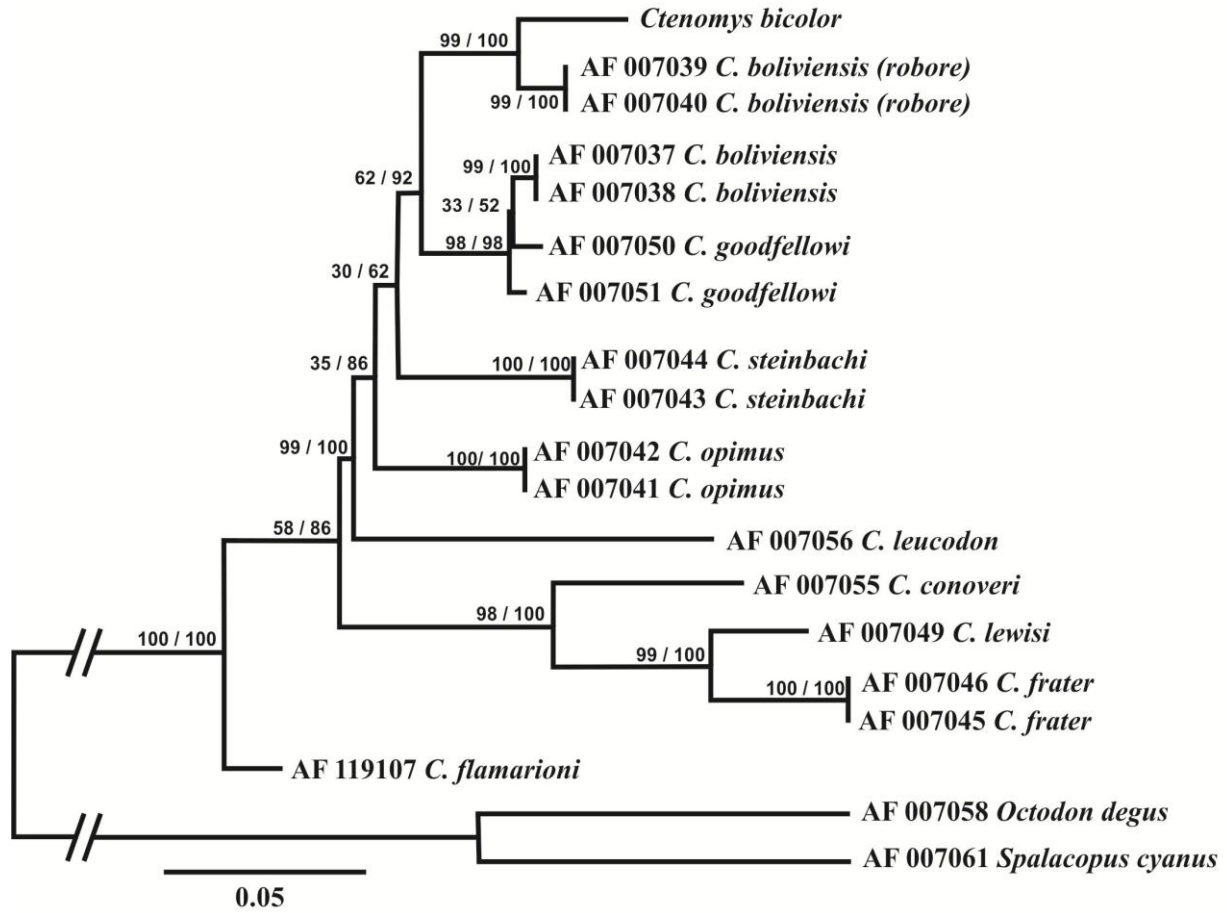 Ctenomys bicolor
99 / 100
AF 007039 C. boliviensis (robore)
99 / 100
AF 007040 C. boliviensis (robore)
AF 007037 C. boliviensis
99 / 100
62 / 92
AF 007038 C. boliviensis
33 / 52
98 / 98
AF 007050 C. goodfellowi
30 / 62
AF 007051 C. goodfellowi
35 / 86
100 / 100
AF 007044 C. steinbachi
AF 007043 C. steinbachi
99 / 100
AF 007042 C. opimus
100/ 100
AF 007041 C. opimus
58 / 86
AF 007056 C. leucodon
AF 007055 C. conoveri
98 / 100
100 / 100
AF 007049 C. lewisi
99 / 100
AF 007046 C. frater
100 / 100
AF 007045 C. frater
AF 119107 C. flamarioni
AF 007058 Octodon degus
AF 007061 Spalacopus cyanus
0.05